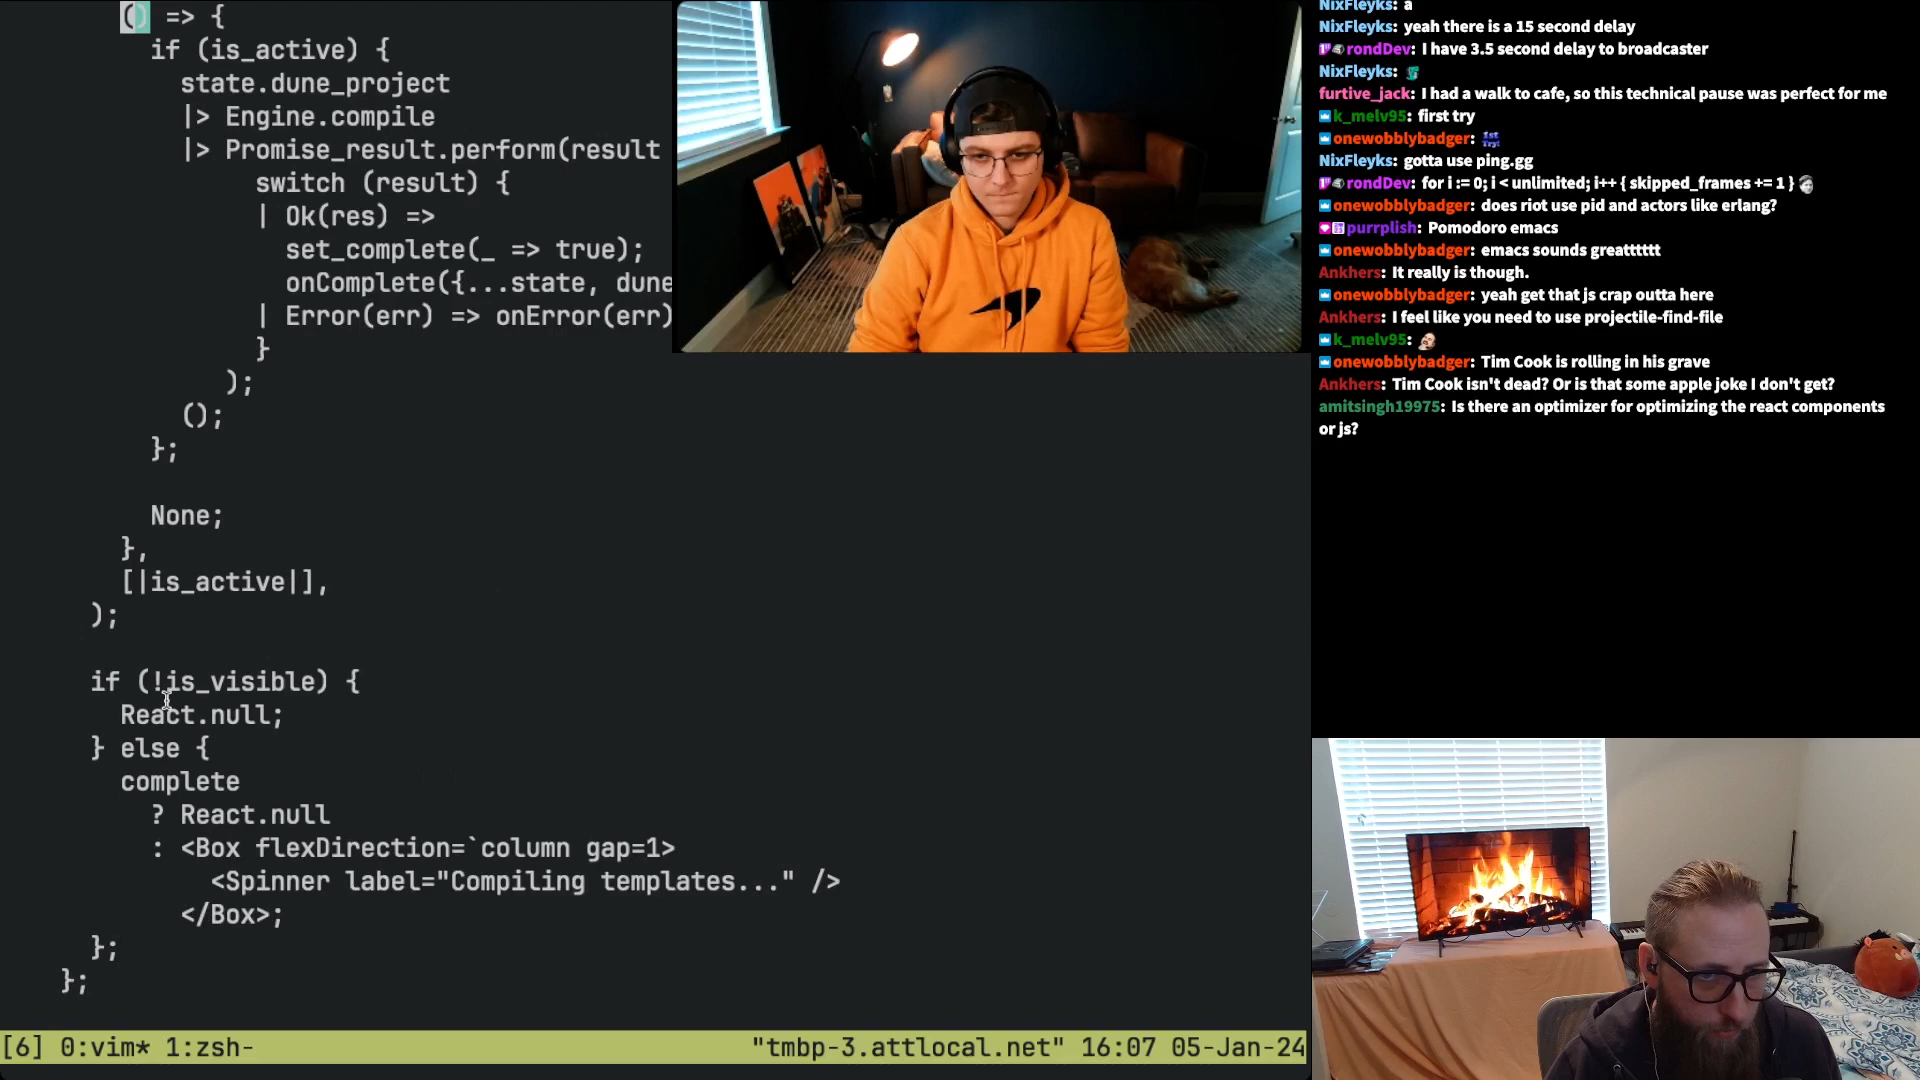 () => {
if (is_active) {
state.dune_project
|> Engine.compile
|> Promise_result.perform(result
switch (result) {
| Ok(res) =>
set_complete(_ => true);
onComplete({...state, dune
| Error(err) => onError(err)
}
);
();
};
None;
},
[|is_active|],
);
if (!is_visible) {
React.null;
} else {
complete
? React.null
: <Box flexDirection=`column gap=1>
<Spinner label="Compiling templates..." />
</Box>;
};
};
[6] 0:vim* 1:zsh- "tmbp-3.attlocal.net" 16:07 05-Jan-24
NixFleyks: a
NixFleyks: yeah there is a 15 second delay
rondDev: I have 3.5 second delay to broadcaster
NixFleyks:
furtive_jack: I had a walk to cafe, so this technical pause was perfect for me
k_melv95: first try
onewobblybadger: 1st Try!
NixFleyks: gotta use ping.gg
rondDev: for i := 0; i < unlimited; i++ { skipped_frames += 1 }
onewobblybadger: does riot use pid and actors like erlang?
purrplish: Pomodoro emacs
onewobblybadger: emacs sounds greatttttt
Ankhers: It really is though.
onewobblybadger: yeah get that js crap outta here
Ankhers: I feel like you need to use projectile-find-file
k_melv95:
onewobblybadger: Tim Cook is rolling in his grave
Ankhers: Tim Cook isn't dead? Or is that some apple joke I don't get?
amitsingh19975: Is there an optimizer for optimizing the react components
or js?